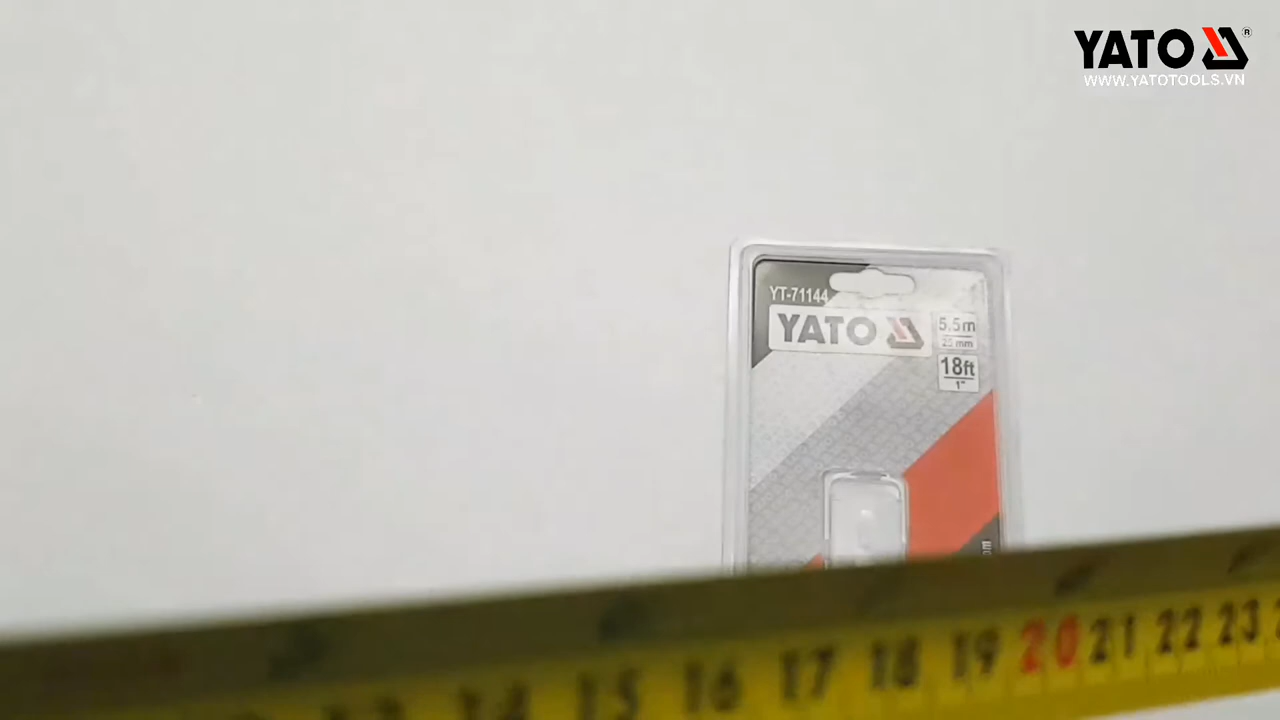 YATO
WWW.YATOTOOLS.VN
YT-71144
YATO
5.5m
25 mm
18ft
1"
13 14 15 16 17 18 19 20 21 22 23